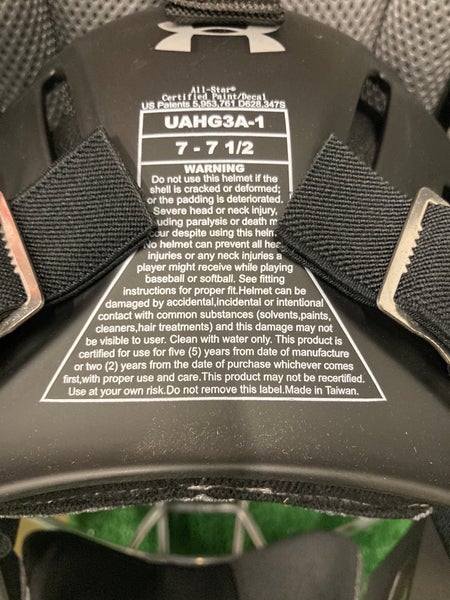 All-Star®
Certified Paint/Decal
US Patents 5,953,761 D628,347S
UAHG3A-1
7 - 7 1/2
WARNING
Do not use this helmet if the
shell is cracked or deformed;
or the padding is deteriorated.
Severe head or neck injury,
uding paralysis or death m
ur despite using this heln
No helmet can prevent all hea
injuries or any neck injuries a
player might receive while playing
baseball or softball. See fitting
instructions for proper fit.Helmet can be
damaged by accidental,incidental or intentional
contact with common substances (solvents,paints,
cleaners,hair treatments) and this damage may not
be visible to user. Clean with water only. This product is
certified for use for five (5) years from date of manufacture
or two (2) years from the date of purchase whichever comes
first,with proper use and care.This product may not be recertified.
Use at your own risk.Do not remove this label.Made in Taiwan.